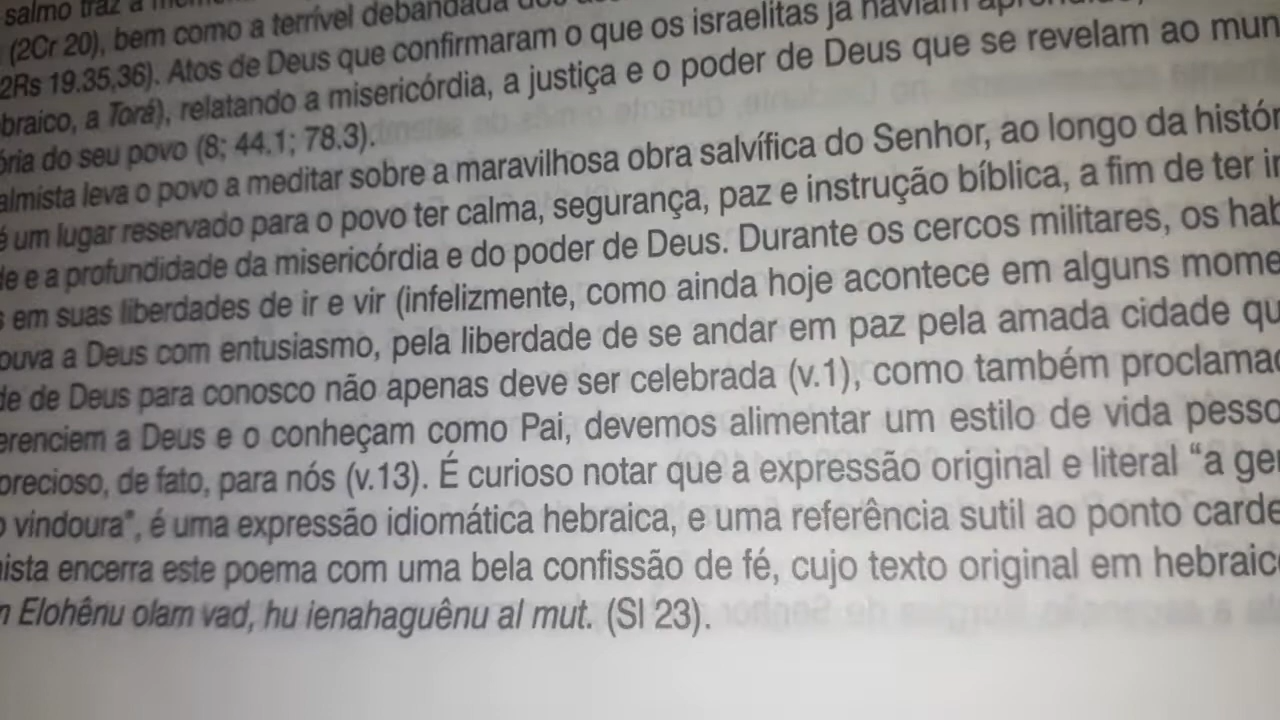 salmo traz a
(2Cr 20), bem como a terrível debandada dos
2Rs 19.35,36). Atos de Deus que confirmaram o que os israelitas já haviam
braico, a Torá), relatando a misericórdia, a justiça e o poder de Deus que se revelam ao mun
ória do seu povo (8; 44.1; 78.3).
almista leva o povo a meditar sobre a maravilhosa obra salvífica do Senhor, ao longo da histór
é um lugar reservado para o povo ter calma, segurança, paz e instrução bíblica, a fim de ter in
de e a profundidade da misericórdia e do poder de Deus. Durante os cercos militares, os hab
s em suas liberdades de ir e vir (infelizmente, como ainda hoje acontece em alguns mome
ouva a Deus com entusiasmo, pela liberdade de se andar em paz pela amada cidade qu
de de Deus para conosco não apenas deve ser celebrada (v.1), como também proclamad
erenciem a Deus e o conheçam como Pai, devemos alimentar um estilo de vida pesso
precioso, de fato, para nós (v.13). É curioso notar que a expressão original e literal “a ger
o vindoura”, é uma expressão idiomática hebraica, e uma referência sutil ao ponto carde
nista encerra este poema com uma bela confissão de fé, cujo texto original em hebraico
n Elohênu olam vad, hu ienahaguênu al mut. (Sl 23).